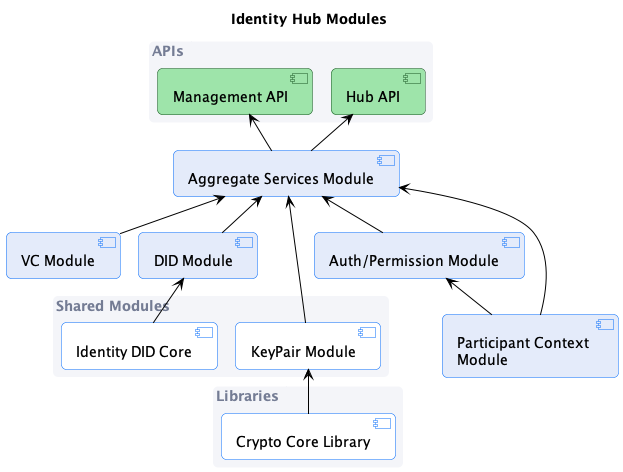 Identity Hub Modules
APIs
Management API
Hub API
Aggregate Services Module
VC Module
DID Module
Auth/Permission Module
Shared Modules
Identity DID Core
KeyPair Module
Participant Context
Module
Libraries
Crypto Core Library